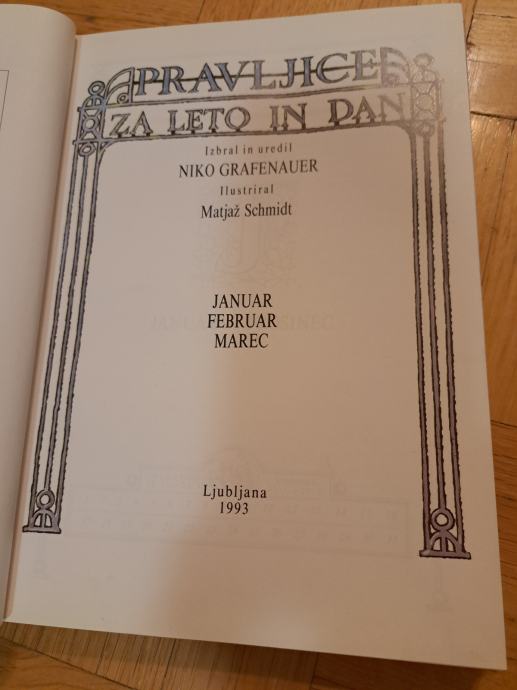 PRAVLJICE
ZA LETO IN DAN
Izbral in uredil
NIKO GRAFENAUER
Ilustriral
Matjaž Schmidt
JANUAR
FEBRUAR
MAREC
Ljubljana
1993